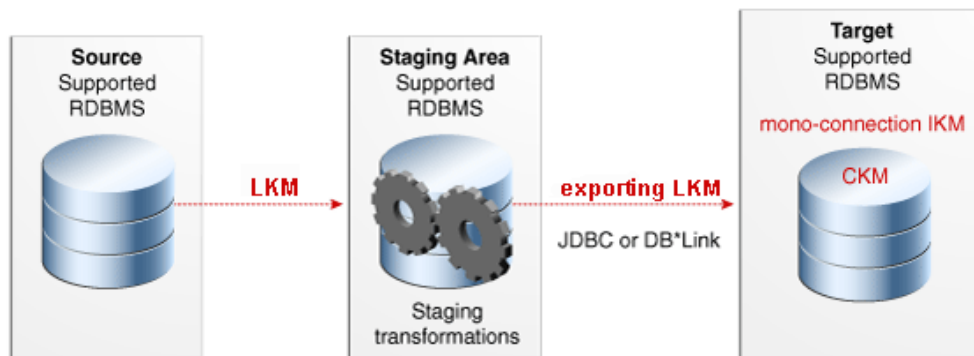 Source
Supported
RDBMS
LKM
Staging Area
Supported
RDBMS
Staging
transformations
exporting LKM
JDBC or DB*Link
Target
Supported
RDBMS
mono-connection IKM
CKM